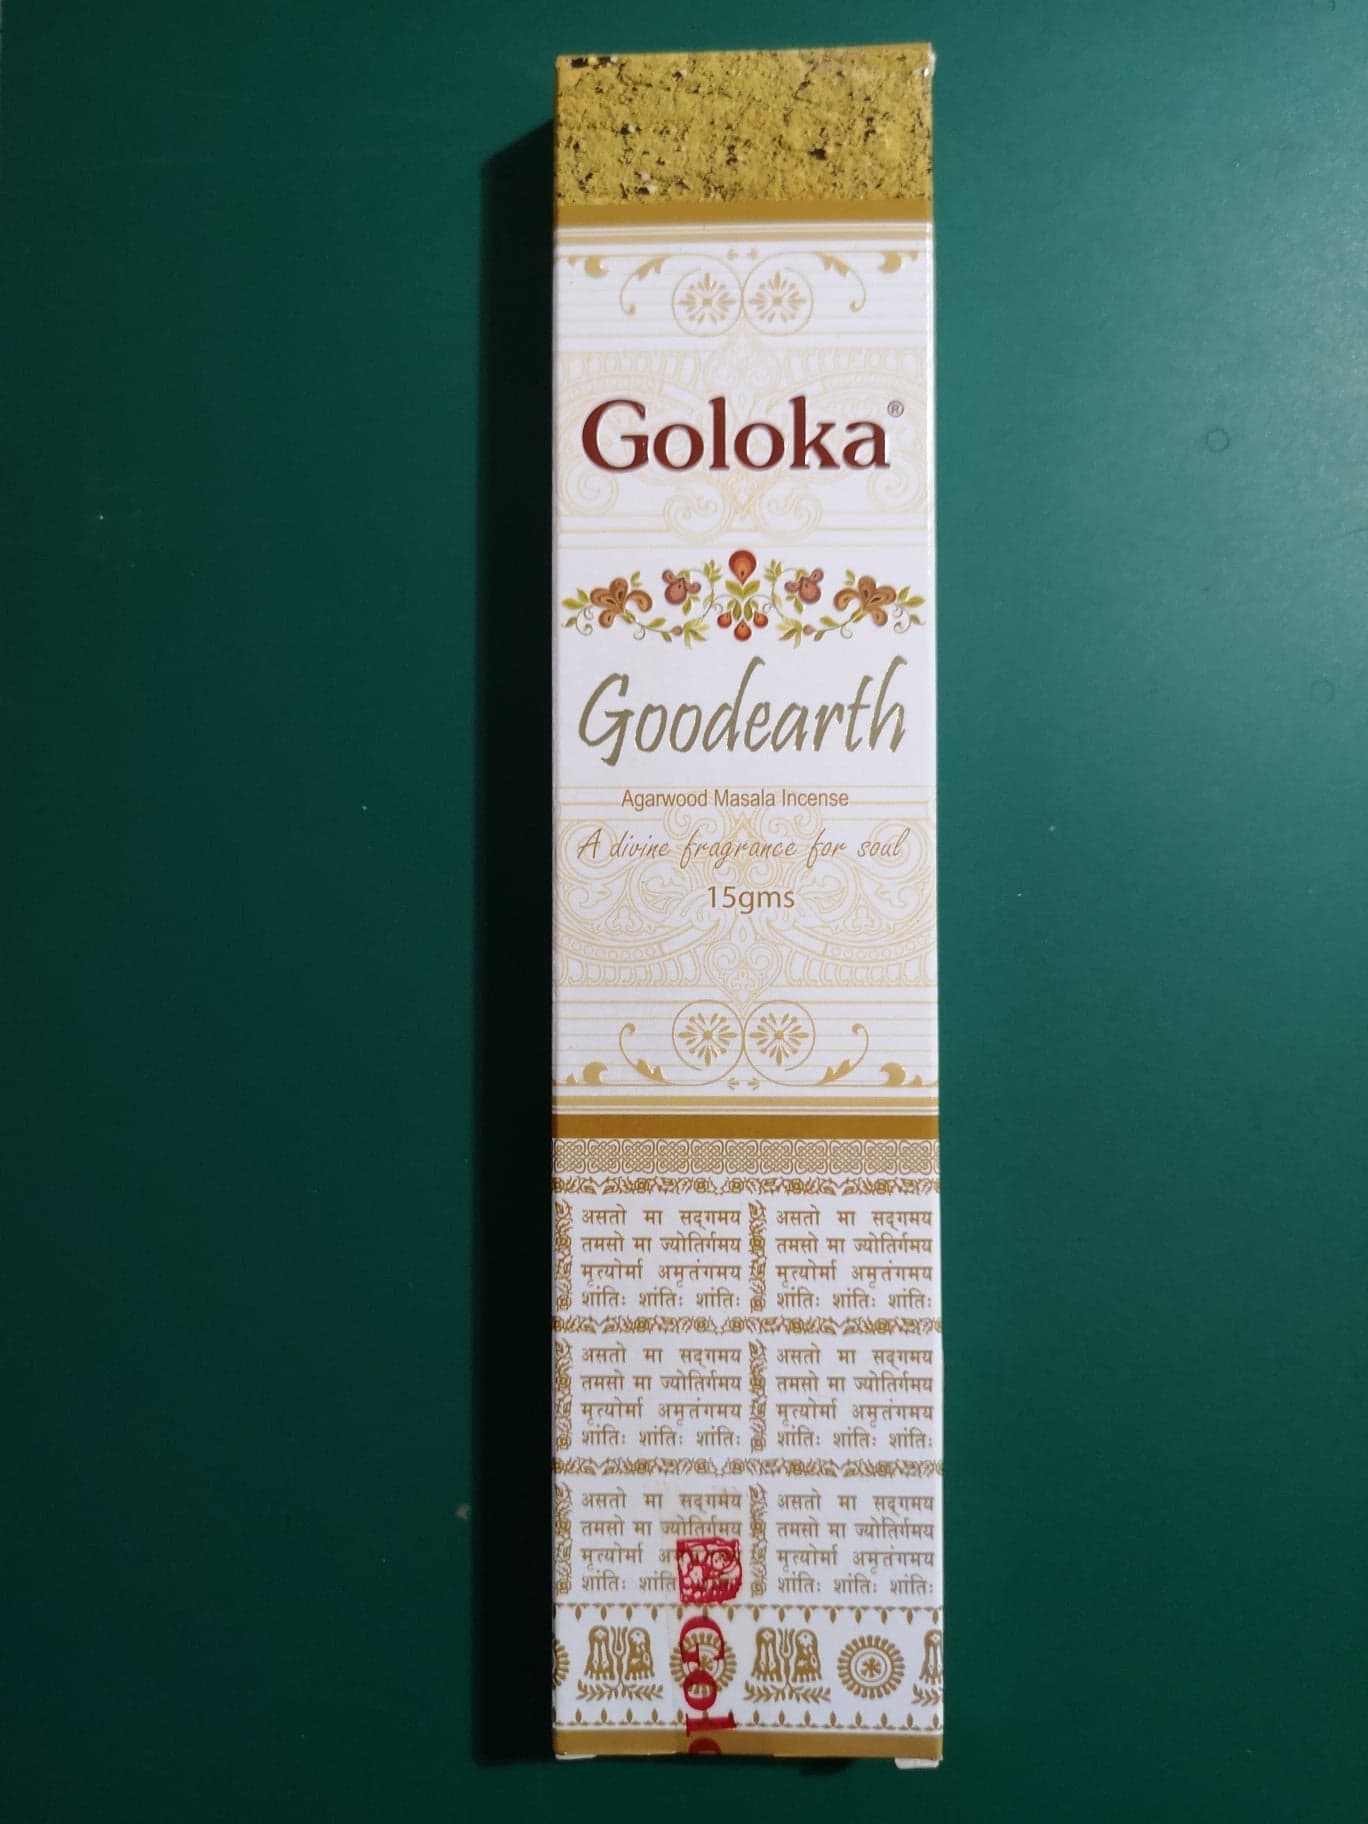 Goloka®
Goodearth
Agarwood Masala Incense
A divine fragrance for soul
15gms
असतो मा सद्‌गमय
तमसो मा ज्योतिर्गमय
मृत्योर्मा अमृतंगमय
शांतिः शांतिः शांतिः
असतो मा सद्‌गमय
तमसो मा ज्योतिर्गमय
मृत्योर्मा अमृतंगमय
शांतिः शांतिः शांतिः
असतो मा सद्‌गमय
तमसो मा ज्योतिर्गमय
मृत्योर्मा अमृतंगमय
शांतिः शांतिः शांतिः
असतो मा सद्‌गमय
तमसो मा ज्योतिर्गमय
मृत्योर्मा अमृतंगमय
शांतिः शांतिः शांतिः
असतो मा सद्‌गमय
तमसो मा ज्योतिर्गमय
मृत्योर्मा
शांतिः शांति
असतो मा सद्‌गमय
तमसो मा ज्योतिर्गमय
मृत्योर्मा अमृतंगमय
शांतिः शांतिः शांतिः
Gol